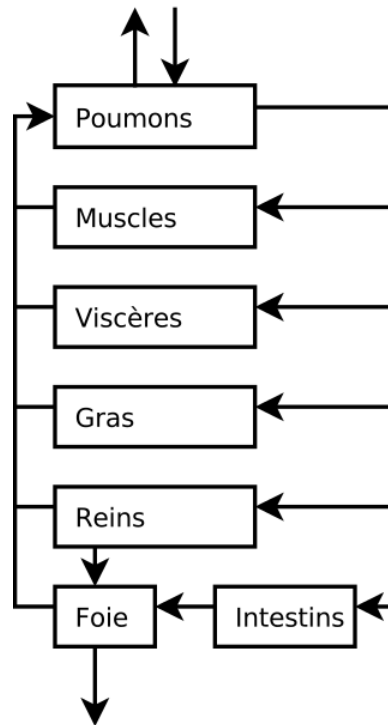 Poumons
Muscles
Viscères
Gras
Reins
Foie
Intestins